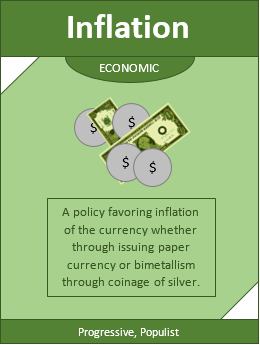 Inflation
ECONOMIC
$
$
$
$
A policy favoring inflation
of the currency whether
through issuing paper
currency or bimetallism
through coinage of silver.
Progressive, Populist